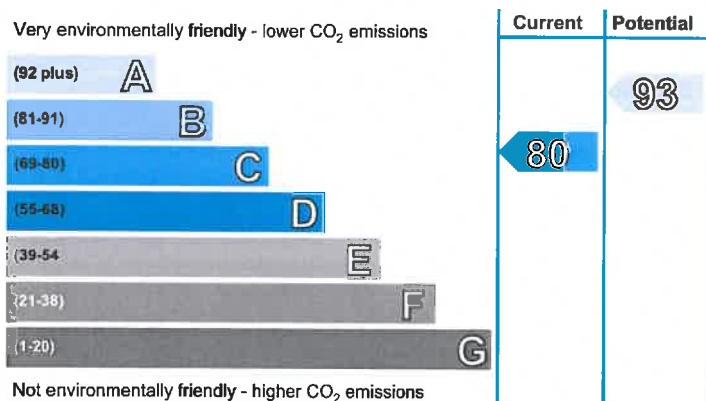 Very environmentally friendly - lower CO₂ emissions
Current
Potential
(92 plus) A
(81-91) B
(69-80) C
(55-68) D
(39-54 E
(21-38) F
(1-20) G
80
93
Not environmentally friendly - higher CO₂ emissions